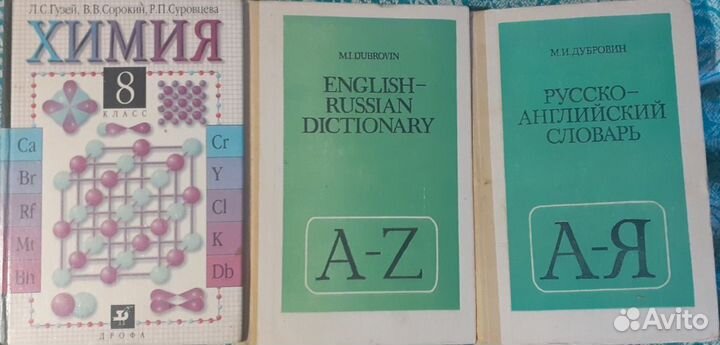 Л.С.Гузей, В.В.Сорокин, Р.П.Суровцева
ХИМИЯ
8
КЛАСС
Ca
Br
Rf
Mt
Bh
Cr
Y
Cl
K
Db
ДРОФА
M.I. DUBROVIN
ENGLISH–
RUSSIAN
DICTIONARY
A–Z
М.И. ДУБРОВИН
РУССКО–
АНГЛИЙСКИЙ
СЛОВАРЬ
А–Я
Avito